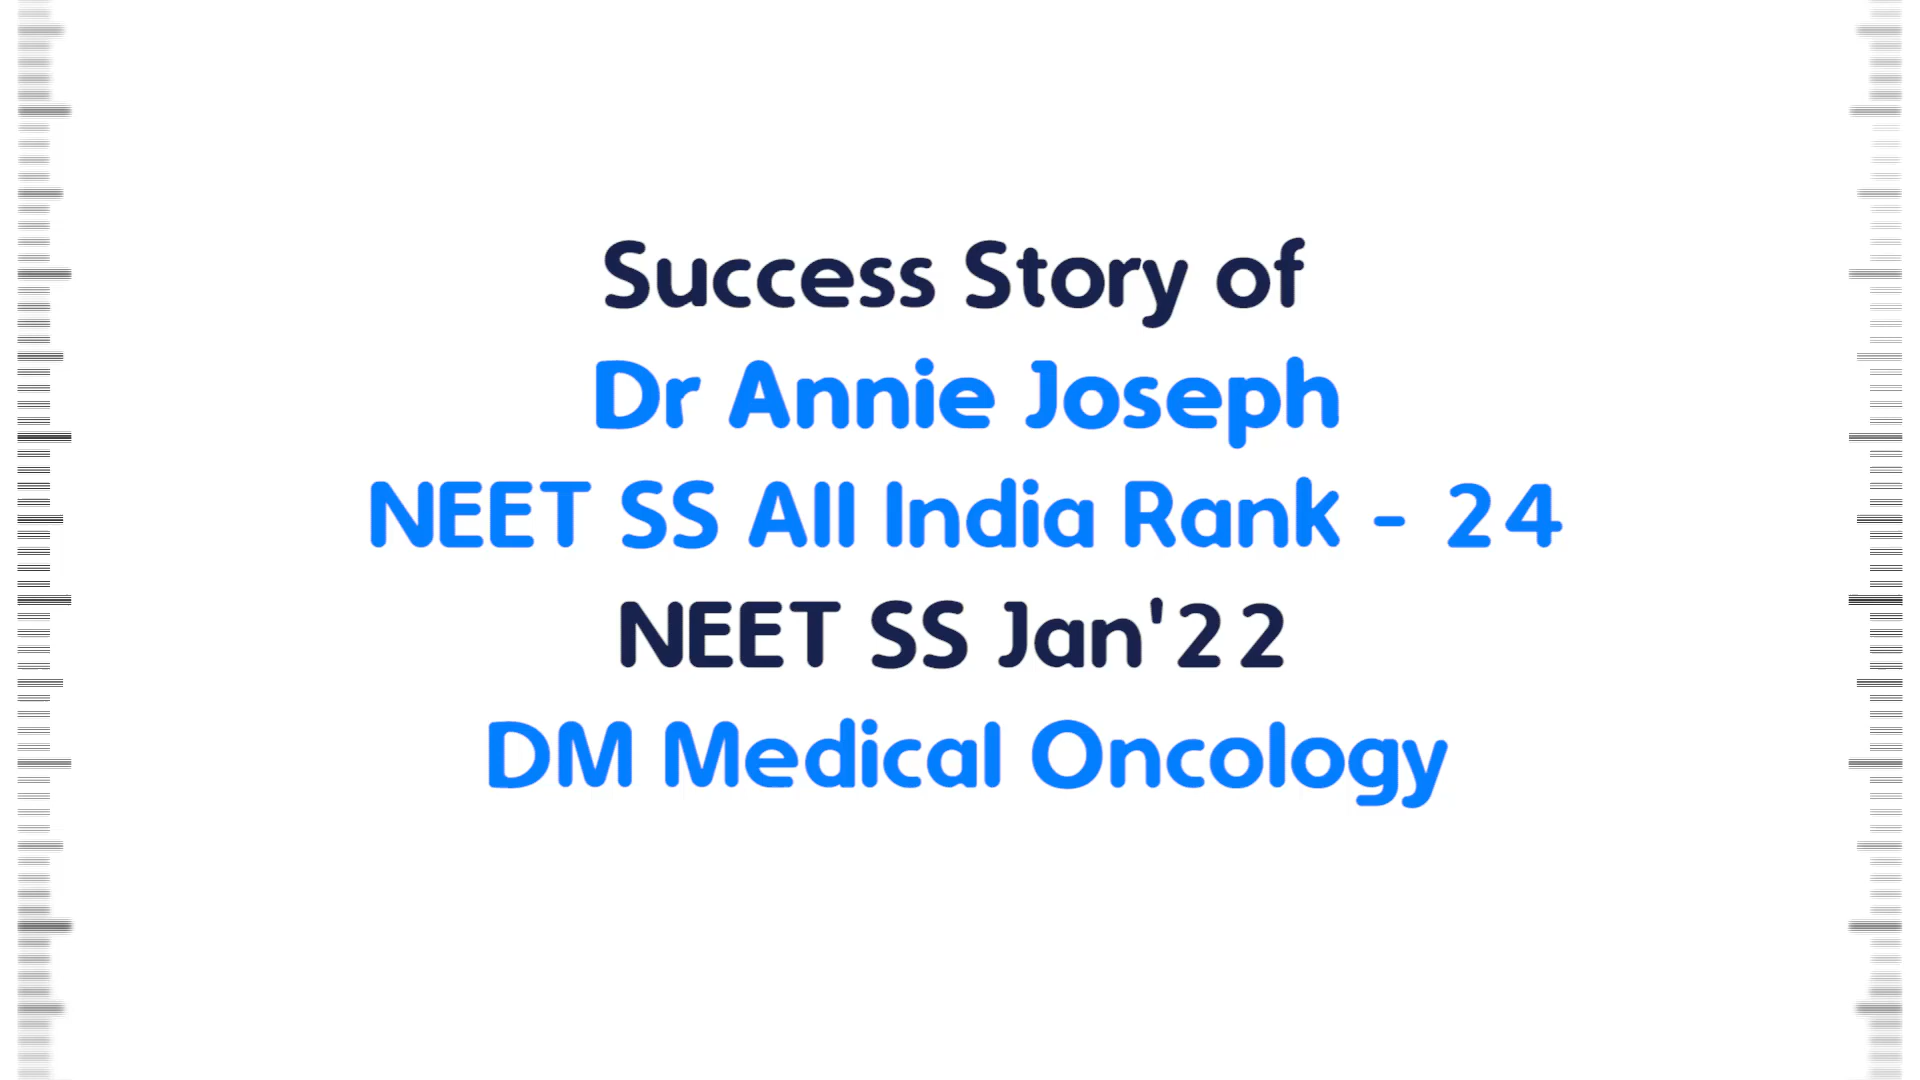 Success Story of
Dr Annie Joseph
NEET SS All India Rank - 24
NEET SS Jan'22
DM Medical Oncology